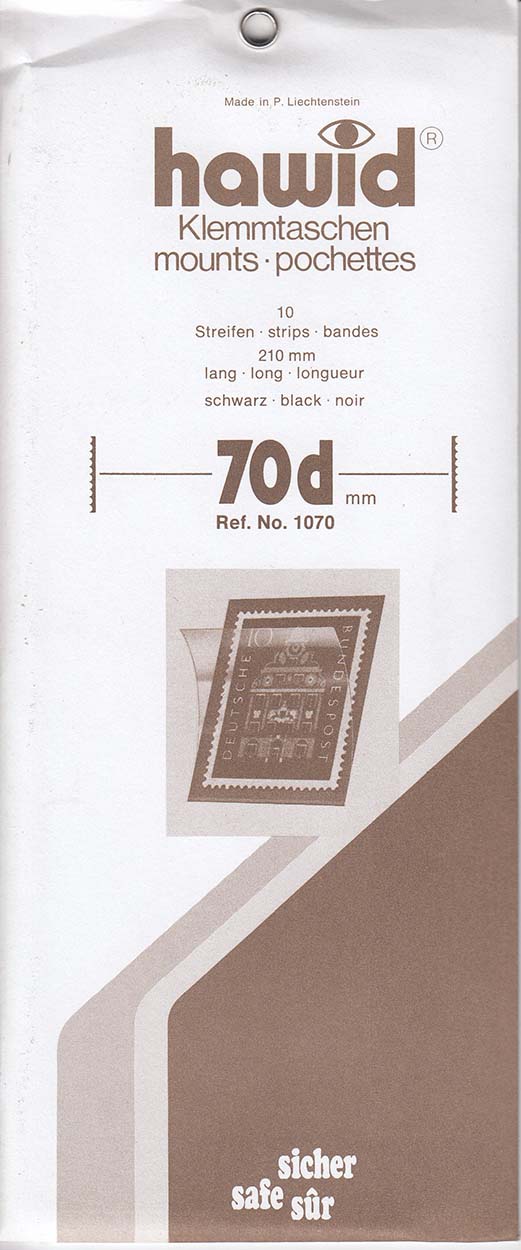 Made in P. Liechtenstein
hawid ®
Klemmtaschen
mounts · pochettes
10
Streifen · strips · bandes
210 mm
lang · long · longueur
schwarz · black · noir
70d mm
Ref. No. 1070
10
DEUTSCHE
BUNDESPOST
sicher
safe sûr